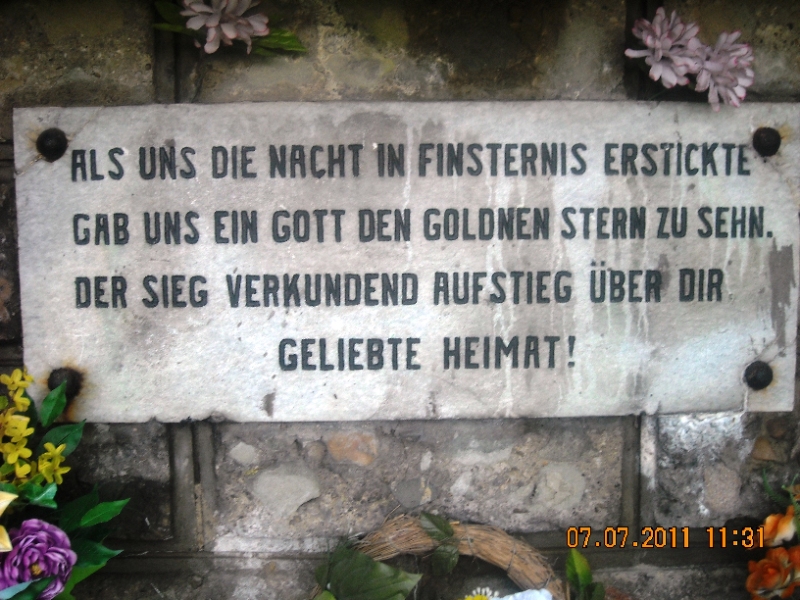 ALS UNS DIE NACHT IN FINSTERNIS ERSTICKTE
GAB UNS EIN GOTT DEN GOLDNEN STERN ZU SEHN.
DER SIEG VERKUNDEND AUFSTIEG ÜBER DIR
GELIEBTE HEIMAT!
07.07.2011 11:31